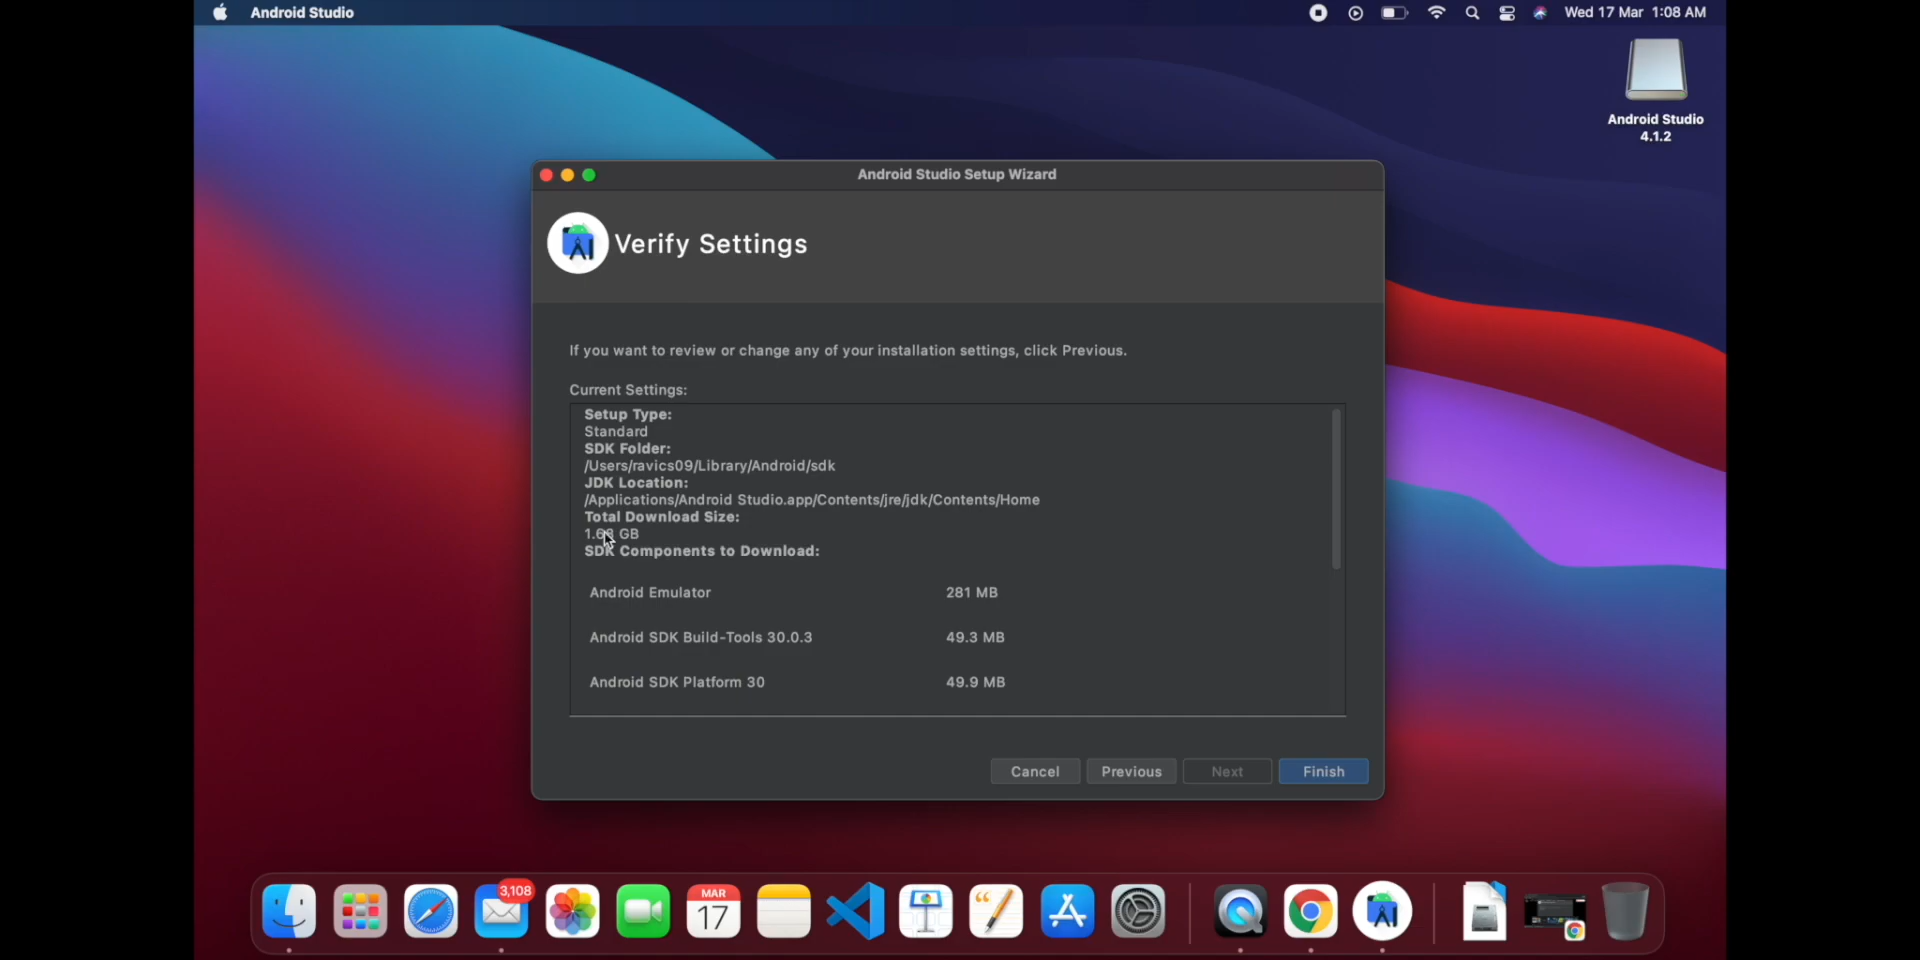 Android Studio
Wed 17 Mar 1:08 AM
Android Studio
4.1.2
Android Studio Setup Wizard
Verify Settings
If you want to review or change any of your installation settings, click Previous.
Current Settings:
Setup Type:
Standard
SDK Folder:
/Users/ravics09/Library/Android/sdk
JDK Location:
/Applications/Android Studio.app/Contents/jre/jdk/Contents/Home
Total Download Size:
GB
SDK Components to Download:
Android Emulator 281 MB
Android SDK Build-Tools 30.0.3 49.3 MB
Android SDK Platform 30 49.9 MB
Cancel Previous Next Finish
3,108
MAR
17